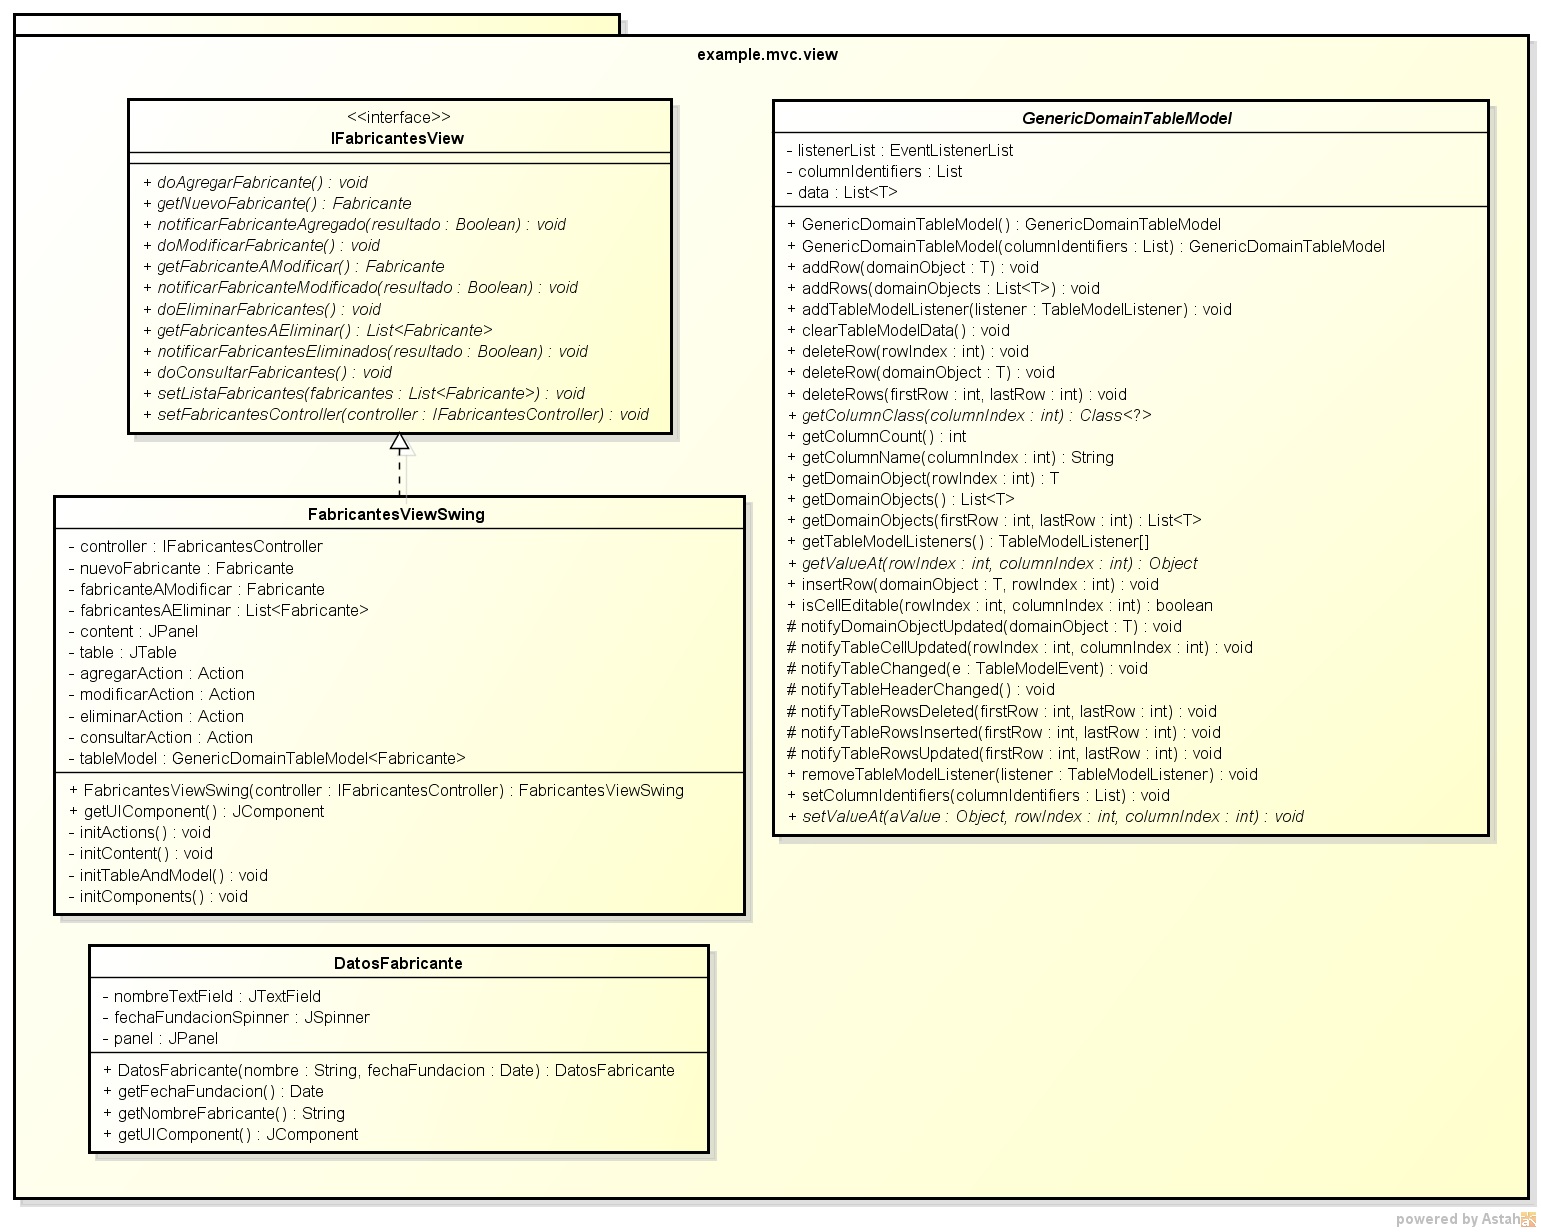 example.mvc.view
<<interface>>
IFabricantesView
+ doAgregarFabricante() : void
+ getNuevoFabricante() : Fabricante
+ notificarFabricanteAgregado(resultado : Boolean) : void
+ doModificarFabricante() : void
+ getFabricanteAModificar() : Fabricante
+ notificarFabricanteModificado(resultado : Boolean) : void
+ doEliminarFabricantes() : void
+ getFabricantesAEliminar() : List<Fabricante>
+ notificarFabricantesEliminados(resultado : Boolean) : void
+ doConsultarFabricantes() : void
+ setListaFabricantes(fabricantes : List<Fabricante>) : void
+ setFabricantesController(controller : IFabricantesController) : void
FabricantesViewSwing
- controller : IFabricantesController
- nuevoFabricante : Fabricante
- fabricanteAModificar : Fabricante
- fabricantesAEliminar : List<Fabricante>
- content : JPanel
- table : JTable
- agregarAction : Action
- modificarAction : Action
- eliminarAction : Action
- consultarAction : Action
- tableModel : GenericDomainTableModel<Fabricante>
+ FabricantesViewSwing(controller : IFabricantesController) : FabricantesViewSwing
+ getUIComponent() : JComponent
- initActions() : void
- initContent() : void
- initTableAndModel() : void
- initComponents() : void
DatosFabricante
- nombreTextField : JTextField
- fechaFundacionSpinner : JSpinner
- panel : JPanel
+ DatosFabricante(nombre : String, fechaFundacion : Date) : DatosFabricante
+ getFechaFundacion() : Date
+ getNombreFabricante() : String
+ getUIComponent() : JComponent
GenericDomainTableModel
- listenerList : EventListenerList
- columnIdentifiers : List
- data : List<T>
+ GenericDomainTableModel() : GenericDomainTableModel
+ GenericDomainTableModel(columnIdentifiers : List) : GenericDomainTableModel
+ addRow(domainObject : T) : void
+ addRows(domainObjects : List<T>) : void
+ addTableModelListener(listener : TableModelListener) : void
+ clearTableModelData() : void
+ deleteRow(rowIndex : int) : void
+ deleteRow(domainObject : T) : void
+ deleteRows(firstRow : int, lastRow : int) : void
+ getColumnClass(columnIndex : int) : Class<?>
+ getColumnCount() : int
+ getColumnName(columnIndex : int) : String
+ getDomainObject(rowIndex : int) : T
+ getDomainObjects() : List<T>
+ getDomainObjects(firstRow : int, lastRow : int) : List<T>
+ getTableModelListeners() : TableModelListener[]
+ getValueAt(rowIndex : int, columnIndex : int) : Object
+ insertRow(domainObject : T, rowIndex : int) : void
+ isCellEditable(rowIndex : int, columnIndex : int) : boolean
# notifyDomainObjectUpdated(domainObject : T) : void
# notifyTableCellUpdated(rowIndex : int, columnIndex : int) : void
# notifyTableChanged(e : TableModelEvent) : void
# notifyTableHeaderChanged() : void
# notifyTableRowsDeleted(firstRow : int, lastRow : int) : void
# notifyTableRowsInserted(firstRow : int, lastRow : int) : void
# notifyTableRowsUpdated(firstRow : int, lastRow : int) : void
+ removeTableModelListener(listener : TableModelListener) : void
+ setColumnIdentifiers(columnIdentifiers : List) : void
+ setValueAt(aValue : Object, rowIndex : int, columnIndex : int) : void
powered by Astah